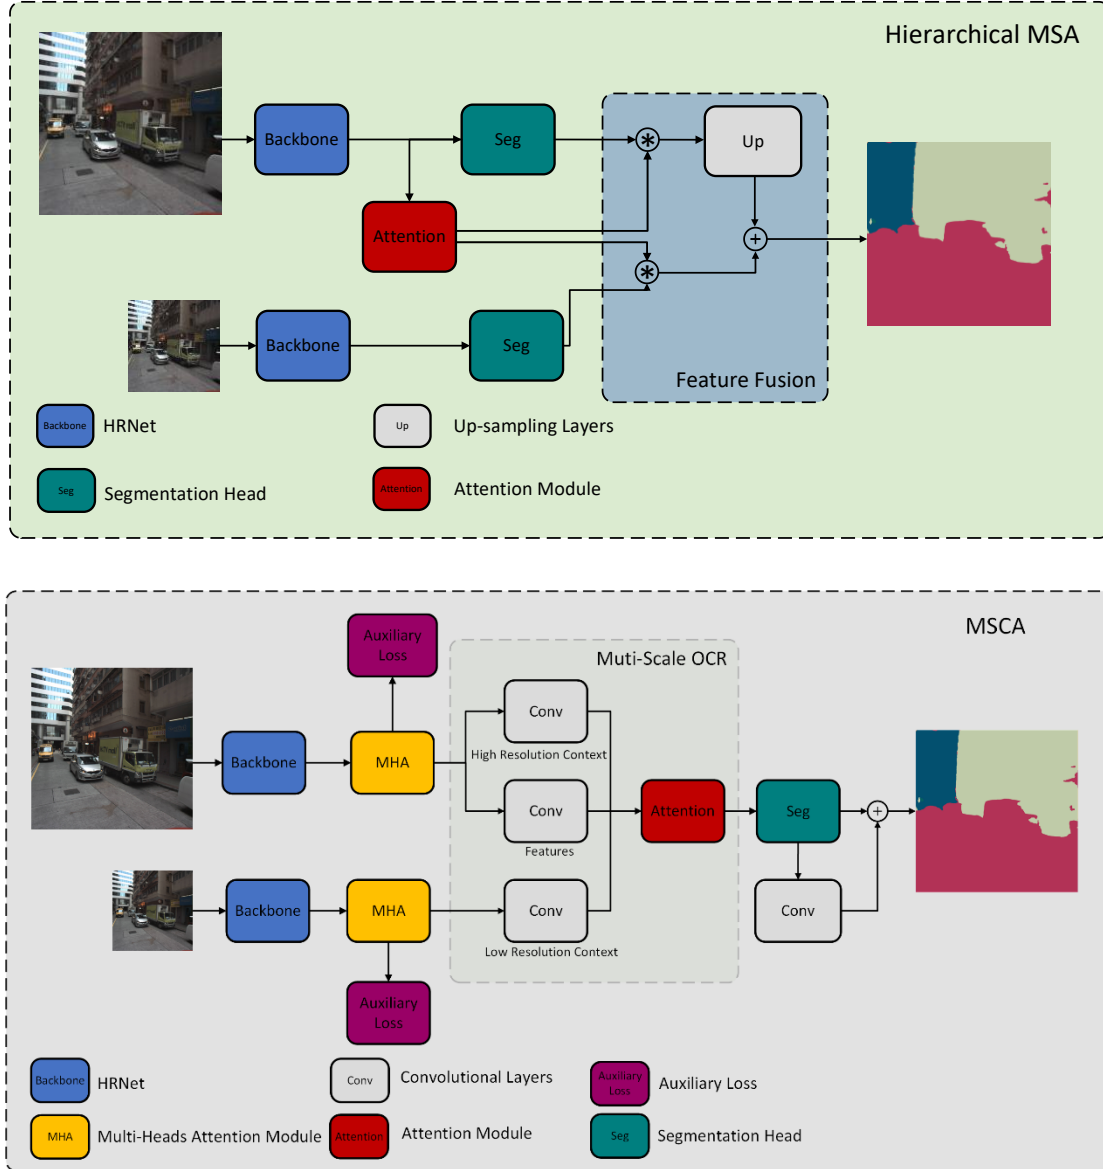 Hierarchical MSA
Backbone
Seg
Up
Attention
Backbone
Seg
Feature Fusion
Backbone
HRNet
Up
Up-sampling Layers
Seg
Segmentation Head
Attention
Attention Module
MSCA
Auxiliary
Loss
Muti-Scale OCR
Conv
High Resolution Context
Backbone
MHA
Conv
Features
Attention
Seg
Backbone
MHA
Conv
Low Resolution Context
Conv
Auxiliary
Loss
Backbone
HRNet
Conv
Convolutional Layers
Auxiliary
Loss
Auxiliary Loss
MHA
Multi-Heads Attention Module
Attention
Attention Module
Seg
Segmentation Head